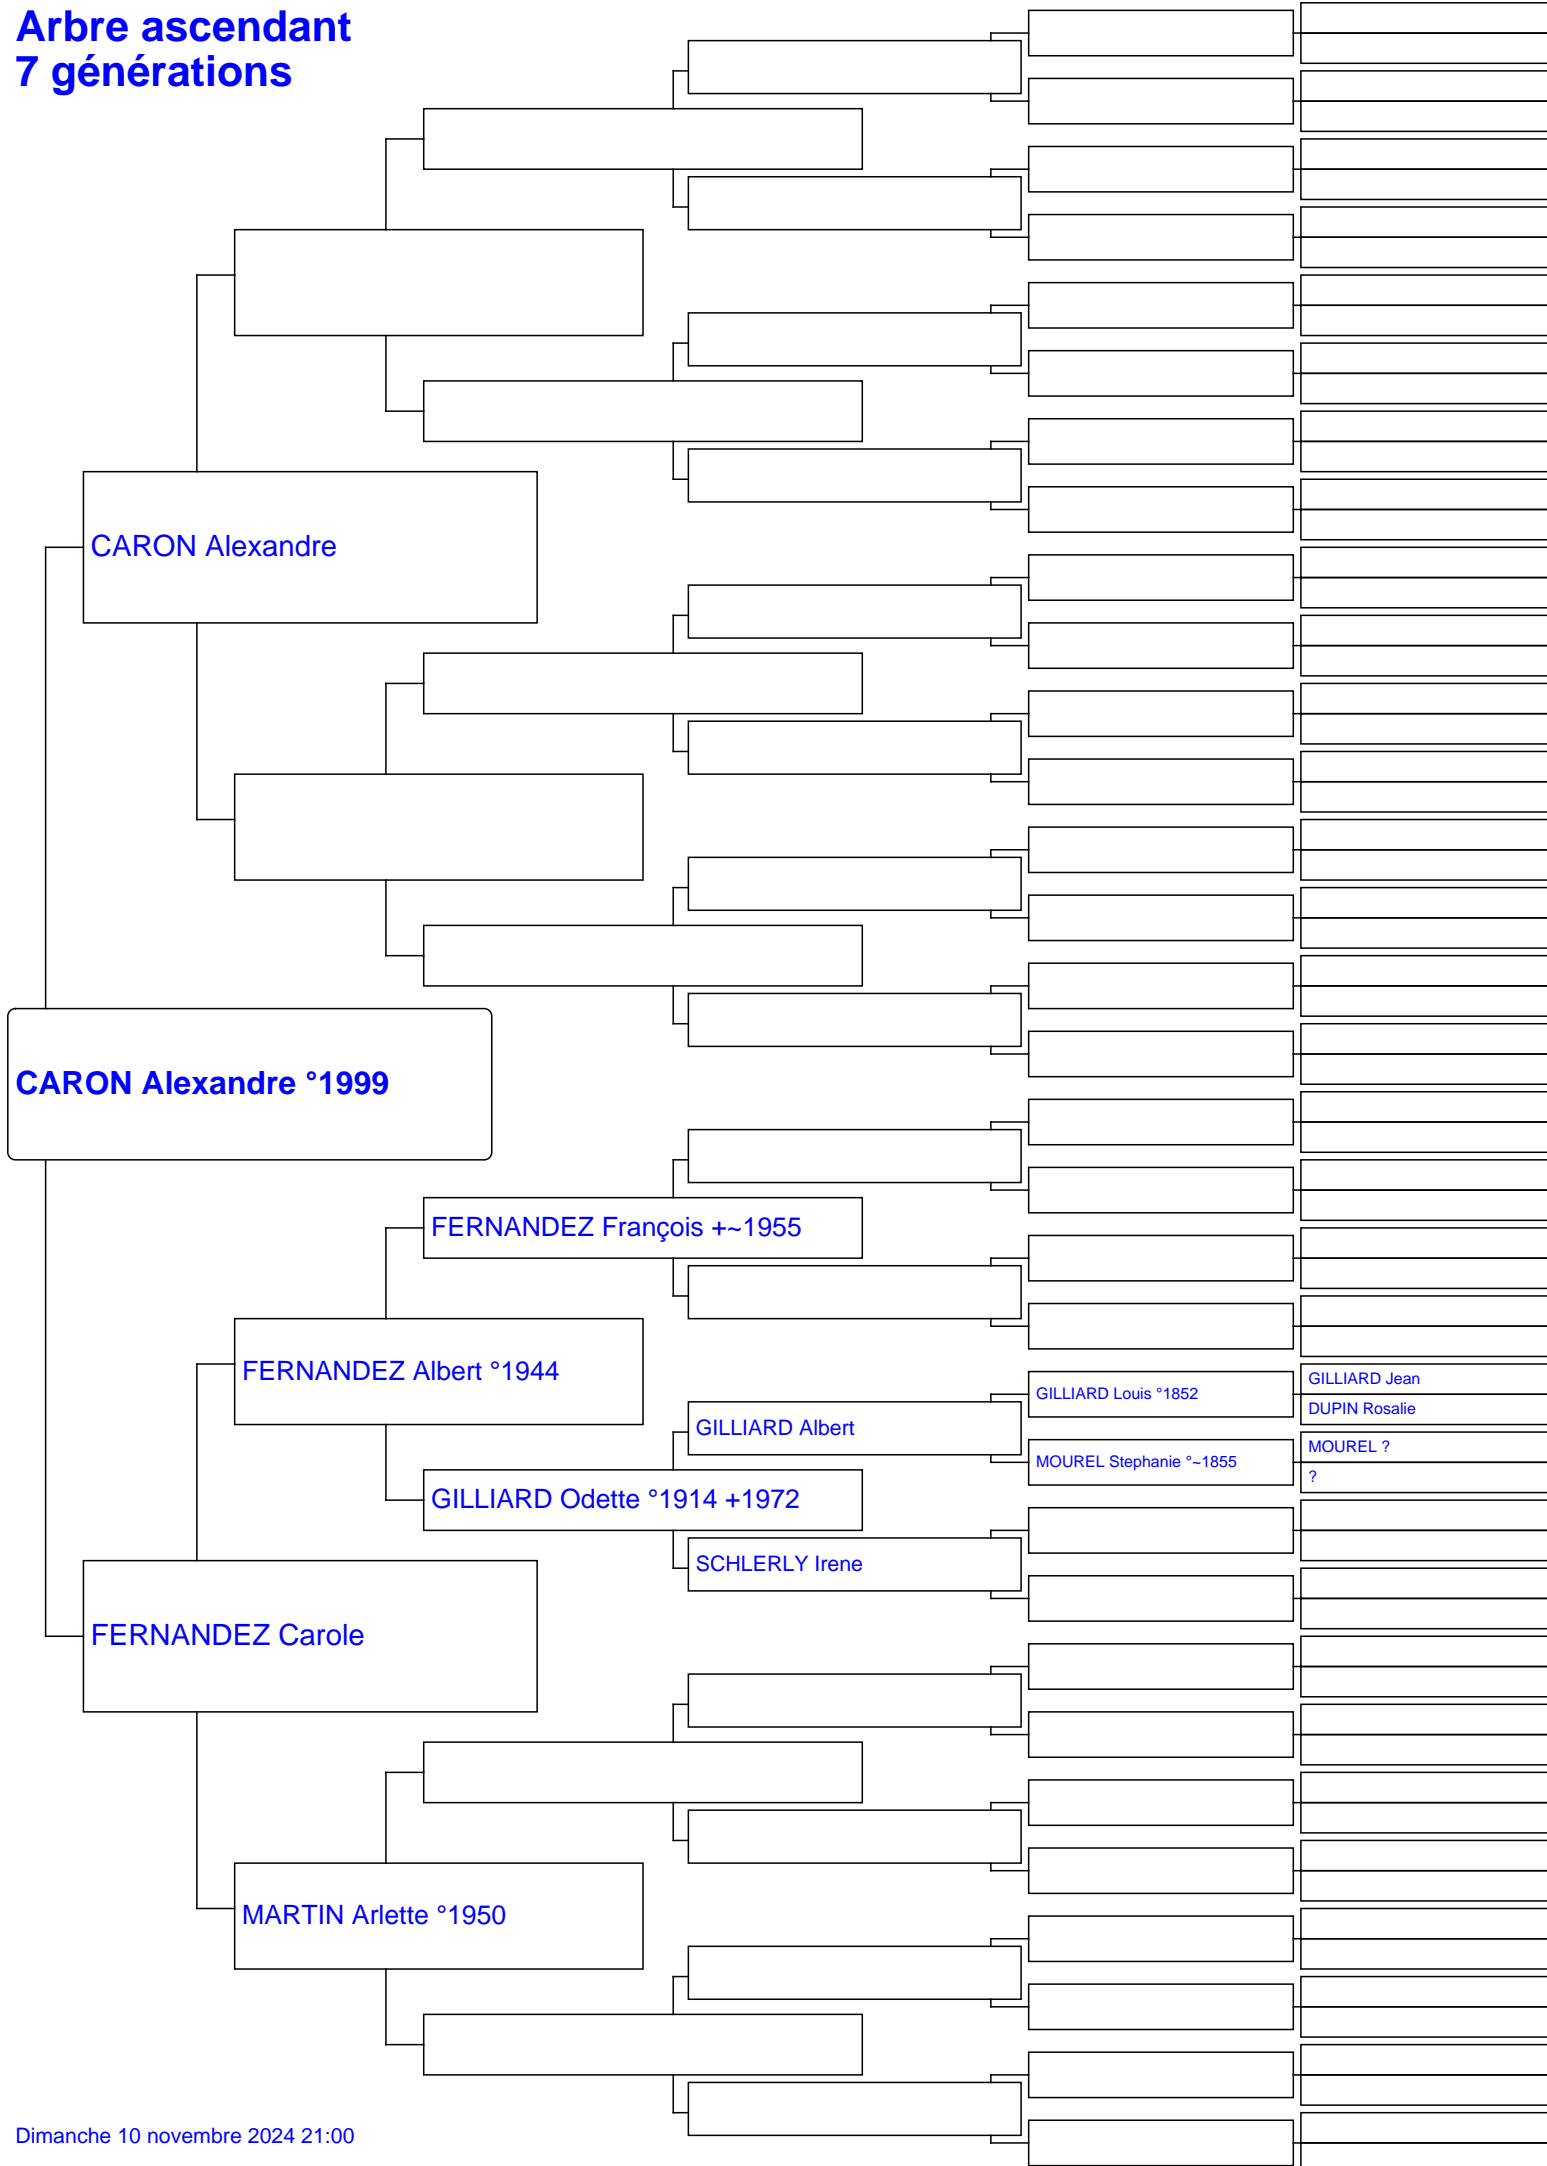 Arbre ascendant
7 générations
CARON Alexandre
CARON Alexandre °1999
FERNANDEZ François +~1955
FERNANDEZ Albert °1944
GILLIARD Jean
GILLIARD Louis °1852
DUPIN Rosalie
GILLIARD Albert
MOUREL ?
MOUREL Stephanie °~1855
?
GILLIARD Odette °1914 +1972
SCHLERLY Irene
FERNANDEZ Carole
MARTIN Arlette °1950
Dimanche 10 novembre 2024 21:00